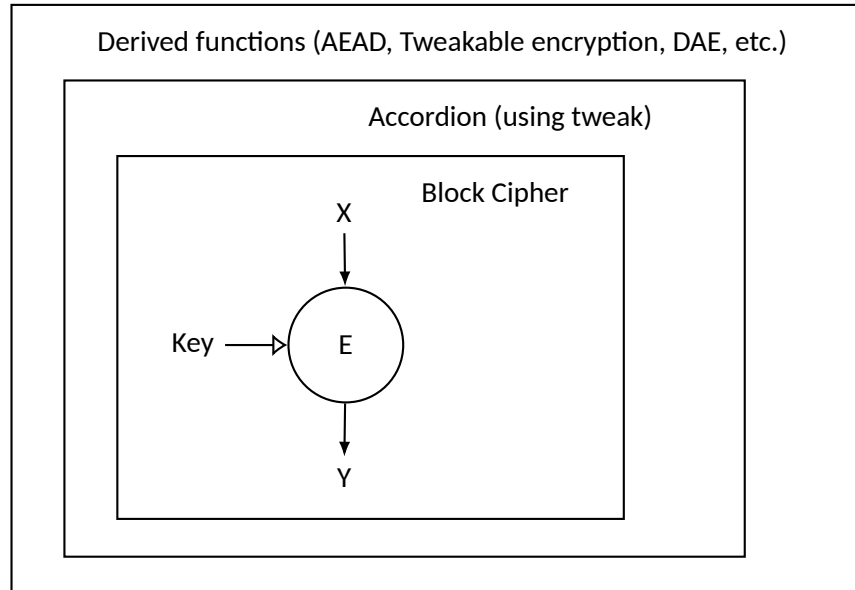 Derived functions (AEAD, Tweakable encryption, DAE, etc.)
Accordion (using tweak)
Block Cipher
X
Key
E
Y